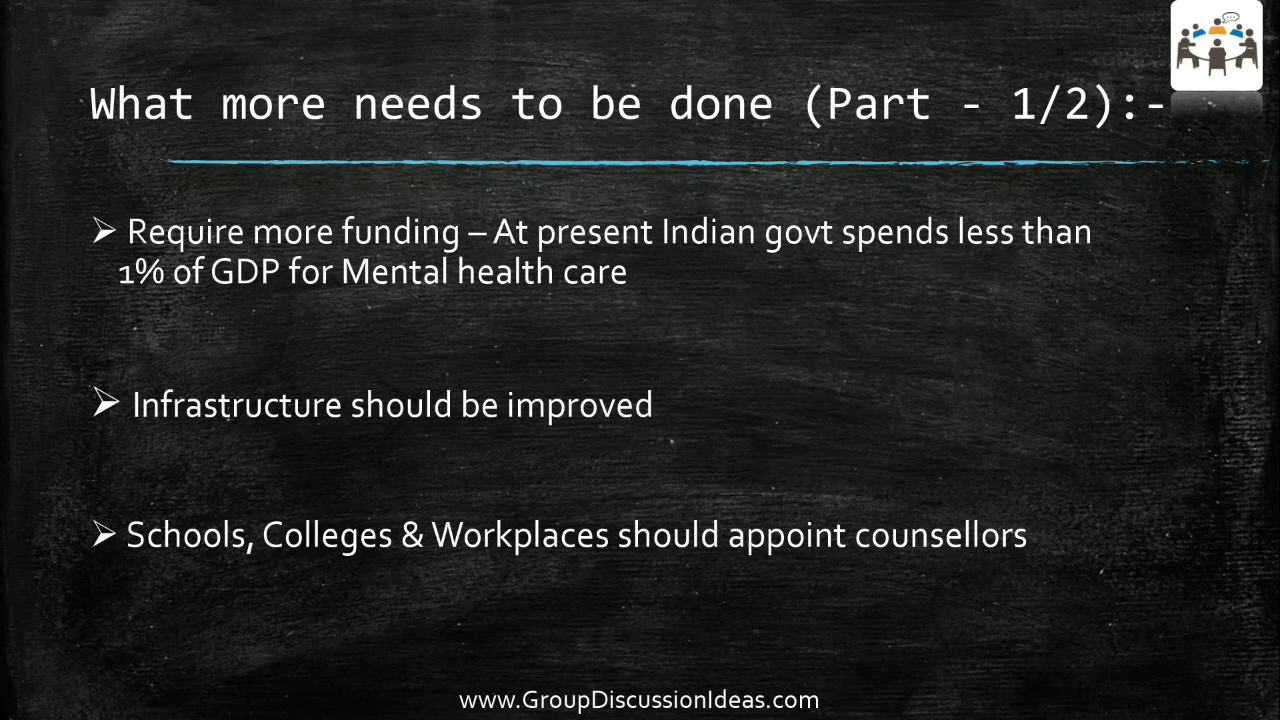 What more needs to be done (Part - 1/2):-
➢ Require more funding – At present Indian govt spends less than
1% of GDP for Mental health care
➢ Infrastructure should be improved
➢ Schools, Colleges & Workplaces should appoint counsellors
www.GroupDiscussionIdeas.com